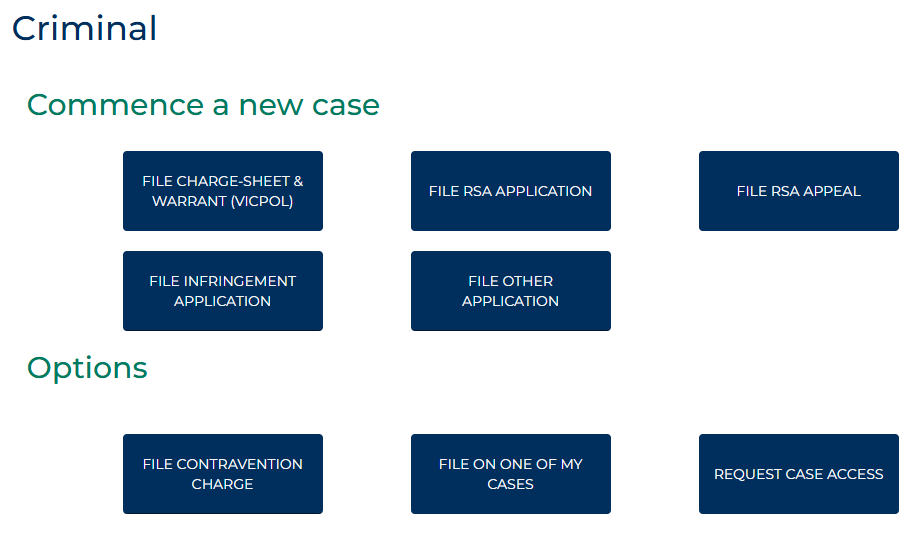 Criminal
Commence a new case
FILE CHARGE-SHEET &
WARRANT (VICPOL)
FILE RSA APPLICATION
FILE RSA APPEAL
FILE INFRINGEMENT
APPLICATION
FILE OTHER
APPLICATION
Options
FILE CONTRAVENTION
CHARGE
FILE ON ONE OF MY
CASES
REQUEST CASE ACCESS